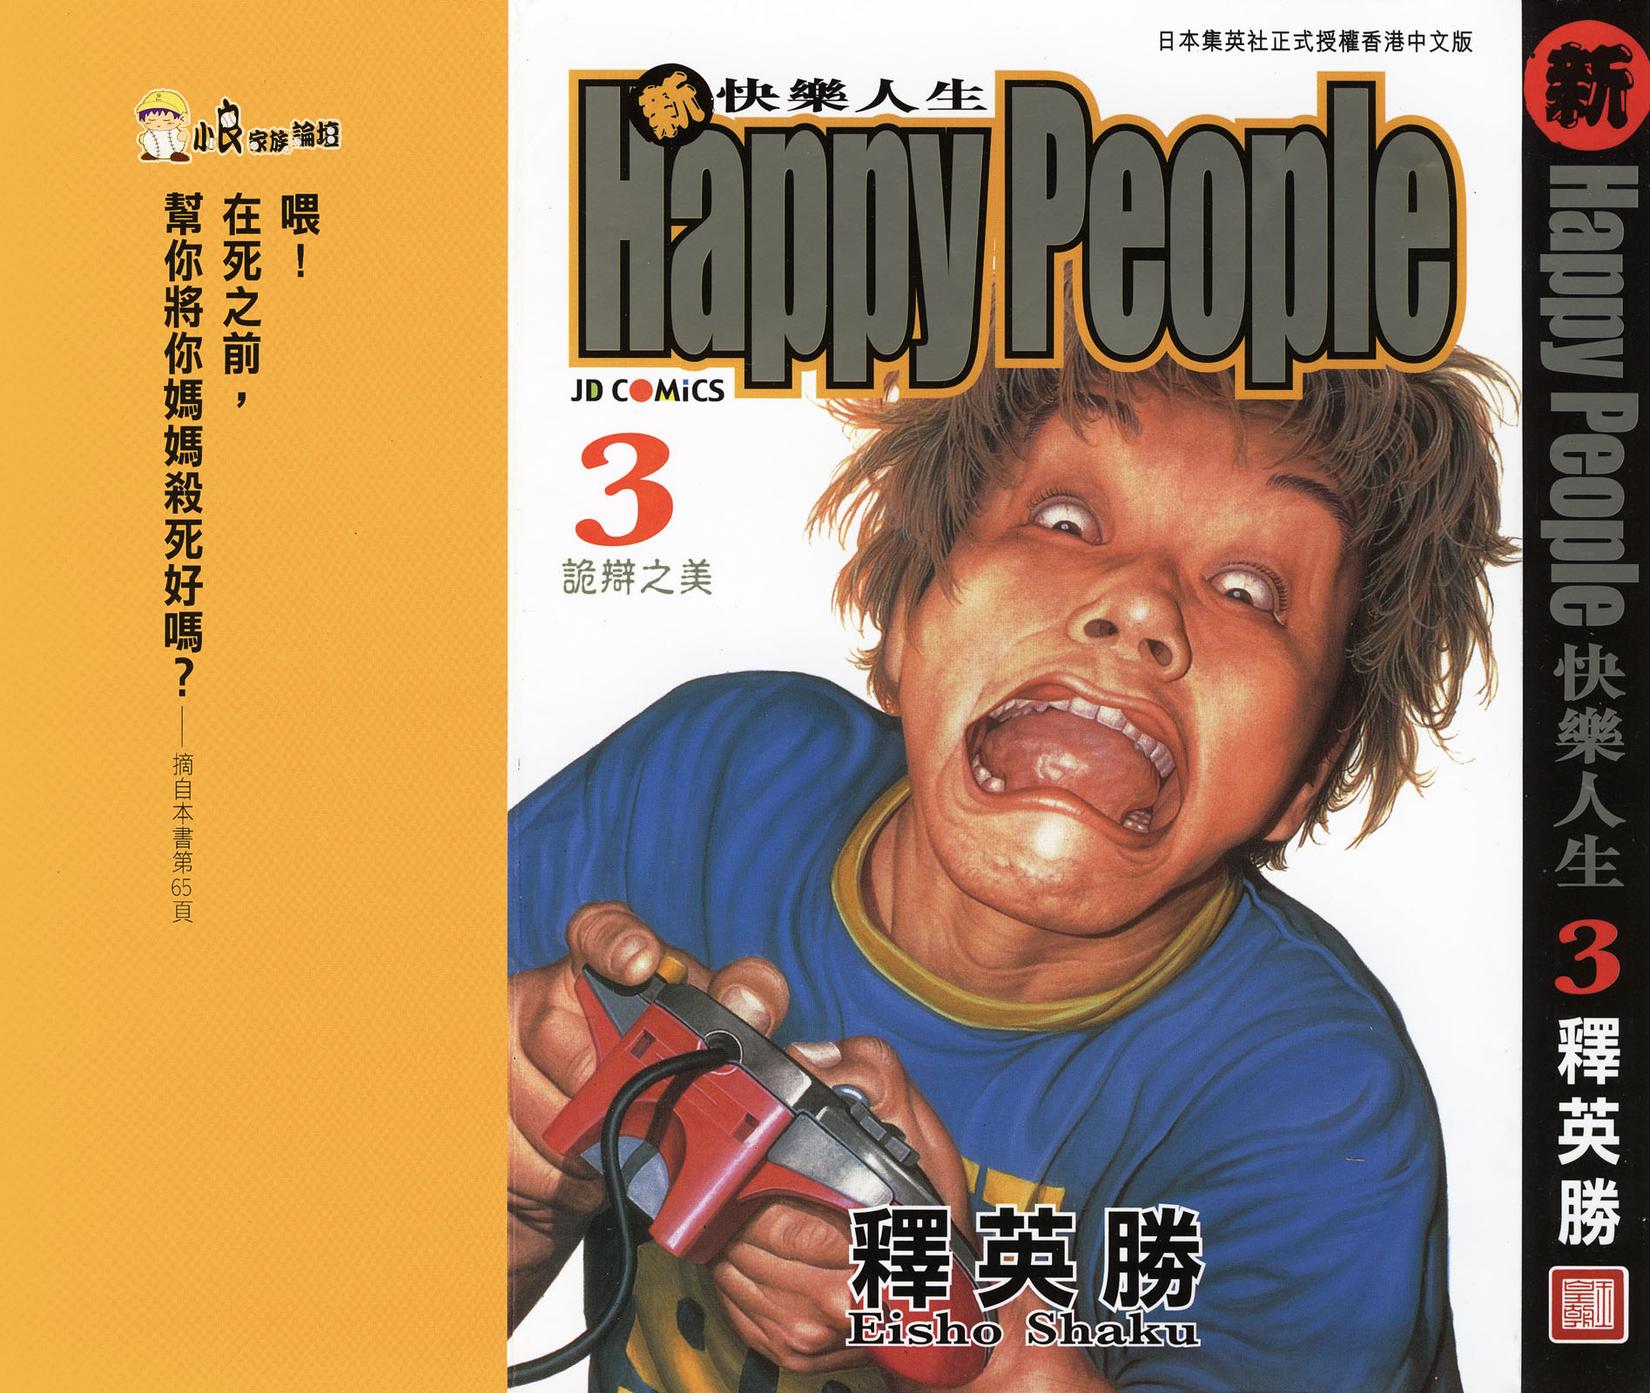 小良家族論壇
喂！
在死之前，
幫你將你媽媽殺死好嗎？——摘自本書第65頁
日本集英社正式授權香港中文版
新 快樂人生
Happy People
JD COMiCS
3
詭辯之美
釋英勝
Eisho Shaku
新 Happy People 快樂人生 3 釋英勝
玉皇朝